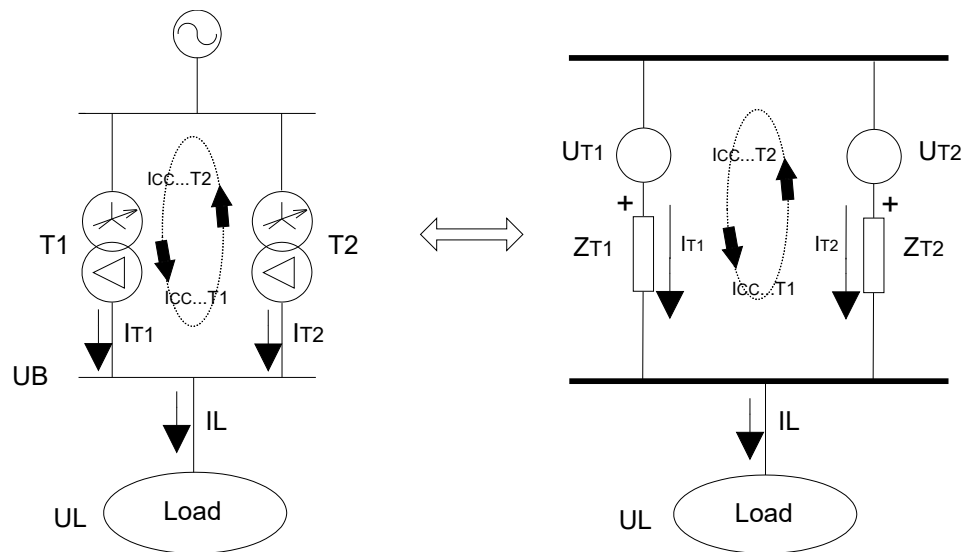 ICC...T2
T1
T2
ICC...T1
IT1
IT2
UB
IL
UL
Load
UT1
ICC...T2
UT2
+
+
ZT1
IT1
IT2
ZT2
ICC...T1
IL
UL
Load